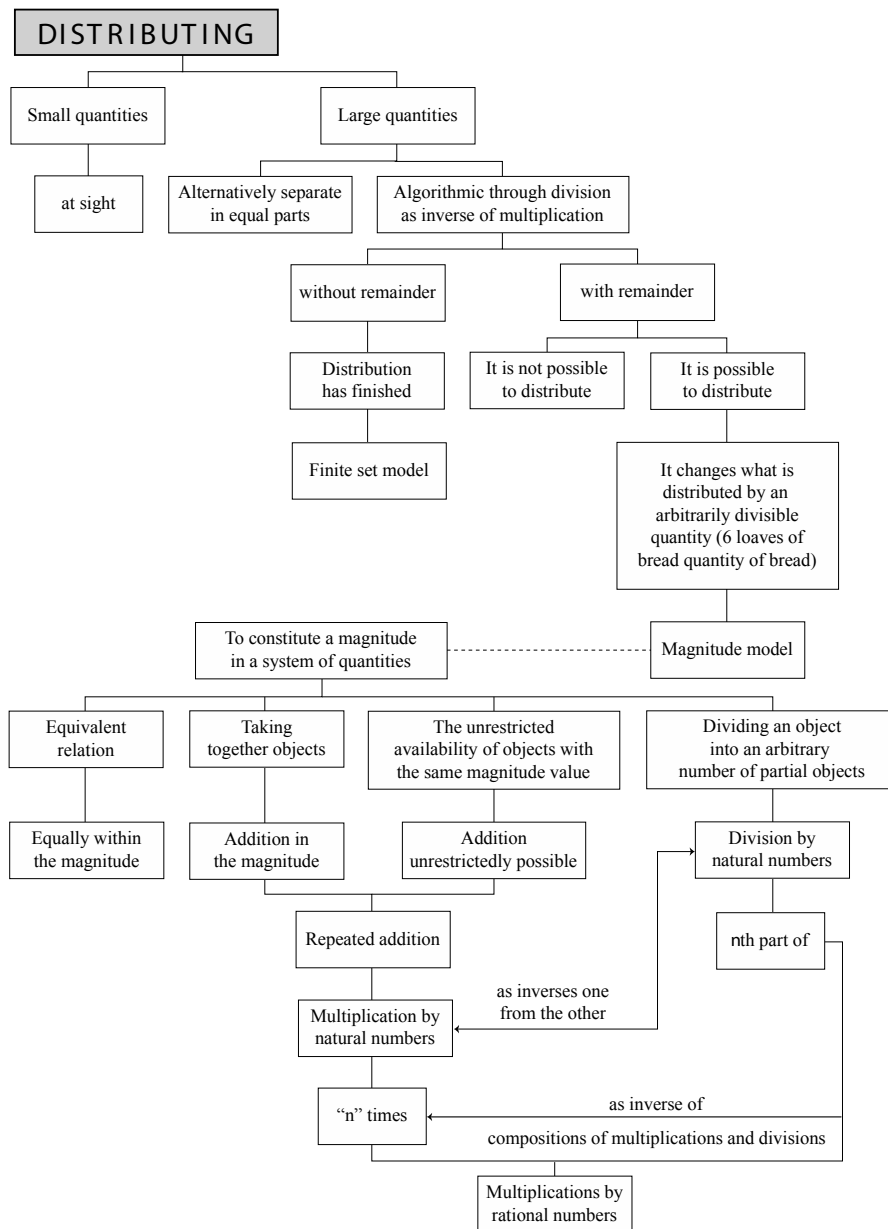 DISTRIBUTING
Small quantities
Large quantities
at sight
Alternatively separate
in equal parts
Algorithmic through division
as inverse of multiplication
without remainder
with remainder
Distribution
has finished
It is not possible
to distribute
It is possible
to distribute
Finite set model
It changes what is
distributed by an
arbitrarily divisible
quantity (6 loaves of
bread quantity of bread)
To constitute a magnitude
in a system of quantities
Magnitude model
Equivalent
relation
Taking
together objects
The unrestricted
availability of objects with
the same magnitude value
Dividing an object
into an arbitrary
number of partial objects
Equally within
the magnitude
Addition in
the magnitude
Addition
unrestrictedly possible
Division by
natural numbers
Repeated addition
nth part of
as inverses one
from the other
Multiplication by
natural numbers
“n” times
as inverse of
compositions of multiplications and divisions
Multiplications by
rational numbers